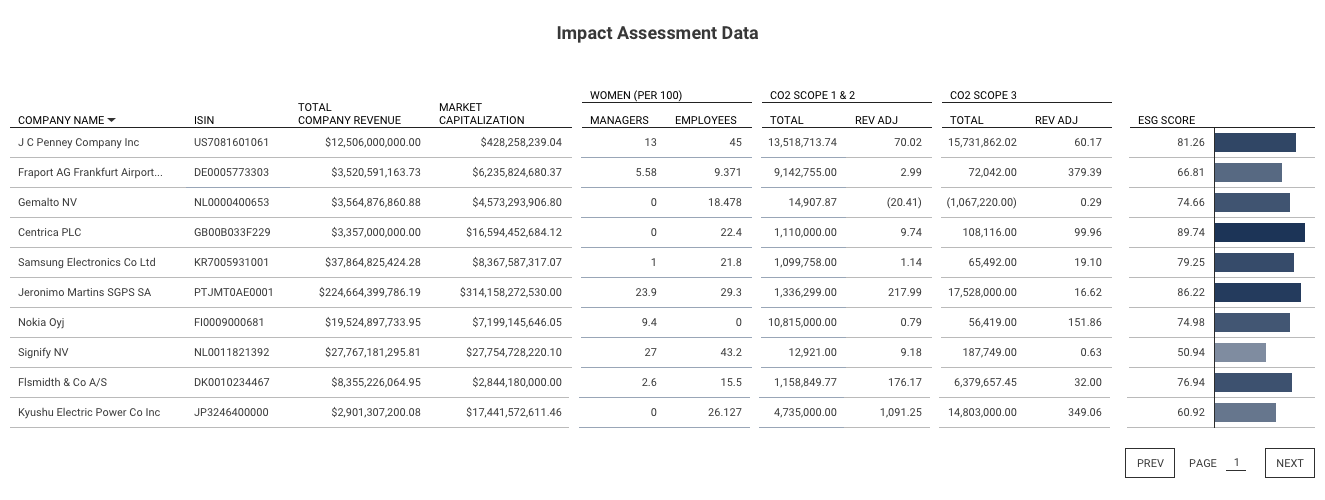 Impact Assessment Data
WOMEN (PER 100) CO2 SCOPE 1 & 2 CO2 SCOPE 3
TOTAL MARKET
COMPANY NAME ISIN COMPANY REVENUE CAPITALIZATION MANAGERS EMPLOYEES TOTAL REV ADJ TOTAL REV ADJ ESG SCORE
J C Penney Company Inc US7081601061 $12,506,000,000.00 $428,258,239.04 13 45 13,518,713.74 70.02 15,731,862.02 60.17 81.26
Fraport AG Frankfurt Airport... DE0005773303 $3,520,591,163.73 $6,235,824,680.37 5.58 9.371 9,142,755.00 2.99 72,042.00 379.39 66.81
Gemalto NV NL0000400653 $3,564,876,860.88 $4,573,293,906.80 0 18.478 14,907.87 (20.41) (1,067,220.00) 0.29 74.66
Centrica PLC GB00B033F229 $3,357,000,000.00 $16,594,452,684.12 0 22.4 1,110,000.00 9.74 108,116.00 99.96 89.74
Samsung Electronics Co Ltd KR7005931001 $37,864,825,424.28 $8,367,587,317.07 1 21.8 1,099,758.00 1.14 65,492.00 19.10 79.25
Jeronimo Martins SGPS SA PTJMT0AE0001 $224,664,399,786.19 $314,158,272,530.00 23.9 29.3 1,336,299.00 217.99 17,528,000.00 16.62 86.22
Nokia Oyj FI0009000681 $19,524,897,733.95 $7,199,145,646.05 9.4 0 10,815,000.00 0.79 56,419.00 151.86 74.98
Signify NV NL0011821392 $27,767,181,295.81 $27,754,728,220.10 27 43.2 12,921.00 9.18 187,749.00 0.63 50.94
Flsmidth & Co A/S DK0010234467 $8,355,226,064.95 $2,844,180,000.00 2.6 15.5 1,158,849.77 176.17 6,379,657.45 32.00 76.94
Kyushu Electric Power Co Inc JP3246400000 $2,901,307,200.08 $17,441,572,611.46 0 26.127 4,735,000.00 1,091.25 14,803,000.00 349.06 60.92
PREV PAGE 1 NEXT